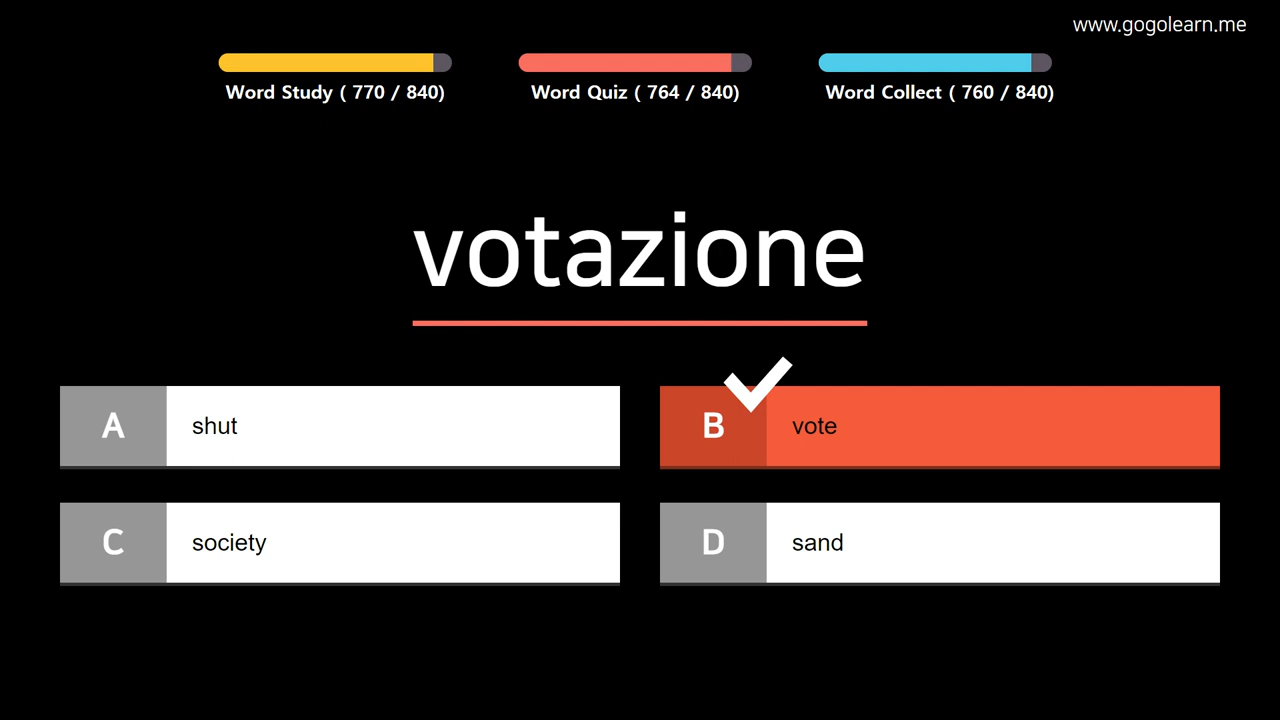 www.gogolearn.me
Word Study ( 770 / 840)
Word Quiz ( 764 / 840)
Word Collect ( 760 / 840)
votazione
A
shut
B
vote
C
society
D
sand